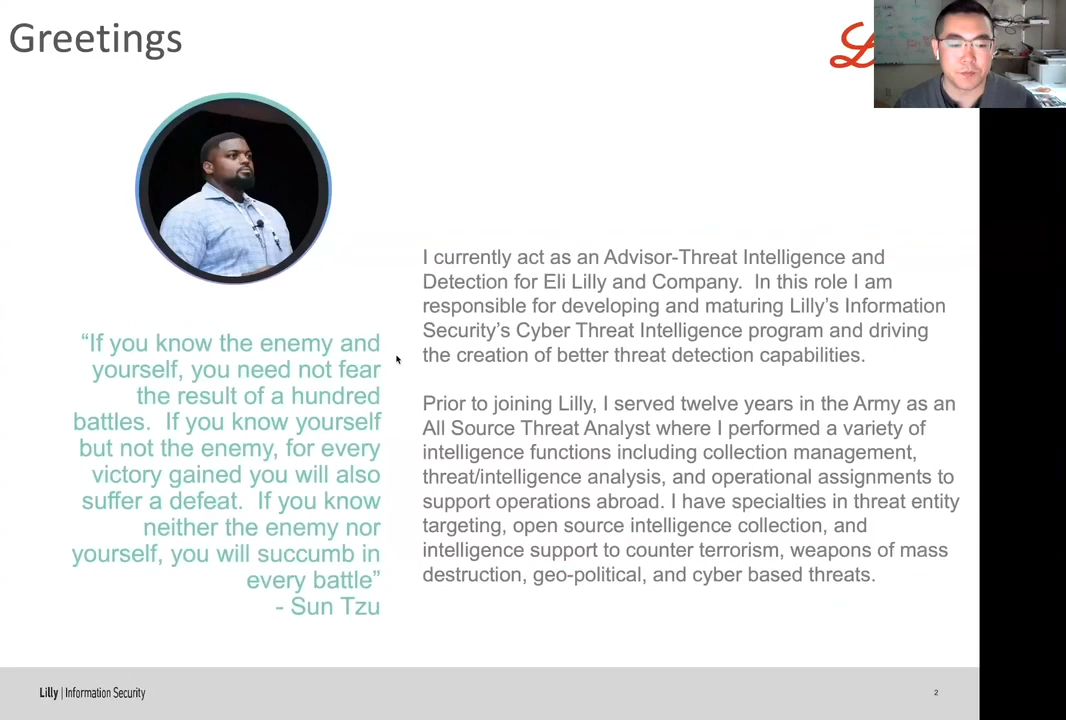 Greetings
I currently act as an Advisor-Threat Intelligence and
Detection for Eli Lilly and Company.  In this role I am
responsible for developing and maturing Lilly’s Information
Security’s Cyber Threat Intelligence program and driving
the creation of better threat detection capabilities.
Prior to joining Lilly, I served twelve years in the Army as an
All Source Threat Analyst where I performed a variety of
intelligence functions including collection management,
threat/intelligence analysis, and operational assignments to
support operations abroad. I have specialties in threat entity
targeting, open source intelligence collection, and
intelligence support to counter terrorism, weapons of mass
destruction, geo-political, and cyber based threats.
“If you know the enemy and
yourself, you need not fear
the result of a hundred
battles.  If you know yourself
but not the enemy, for every
victory gained you will also
suffer a defeat.  If you know
neither the enemy nor
yourself, you will succumb in
every battle”
- Sun Tzu
Lilly | Information Security
2